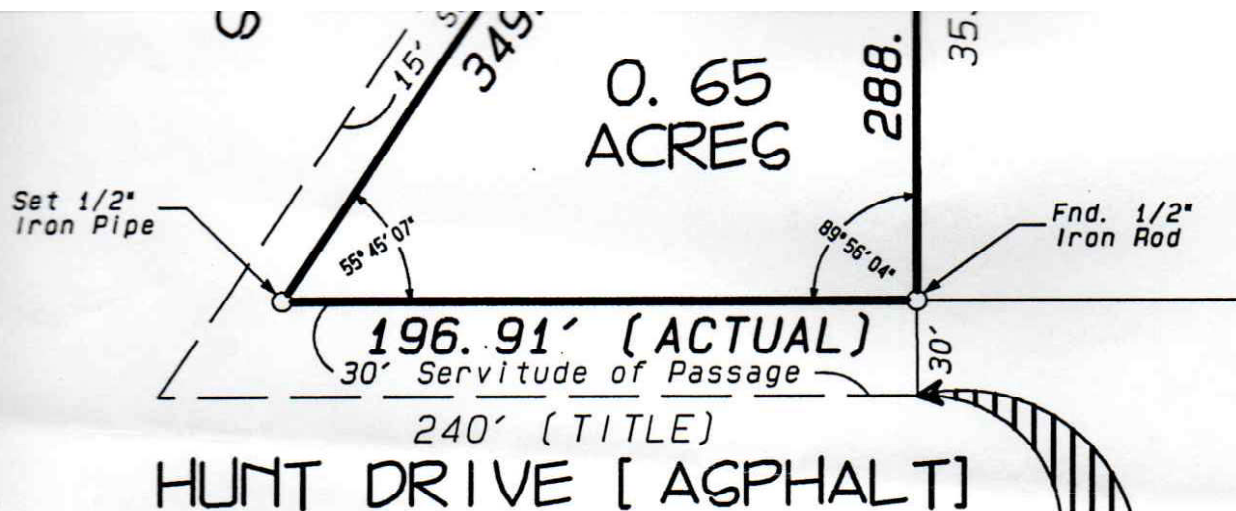 15'
349.
288.
35.
0. 65
ACRES
Set 1/2"
Iron Pipe
55°45'07"
89°56'04"
Fnd. 1/2"
Iron Rod
196.91' (ACTUAL)
30' Servitude of Passage
30'
240' (TITLE)
HUNT DRIVE [ ASPHALT]